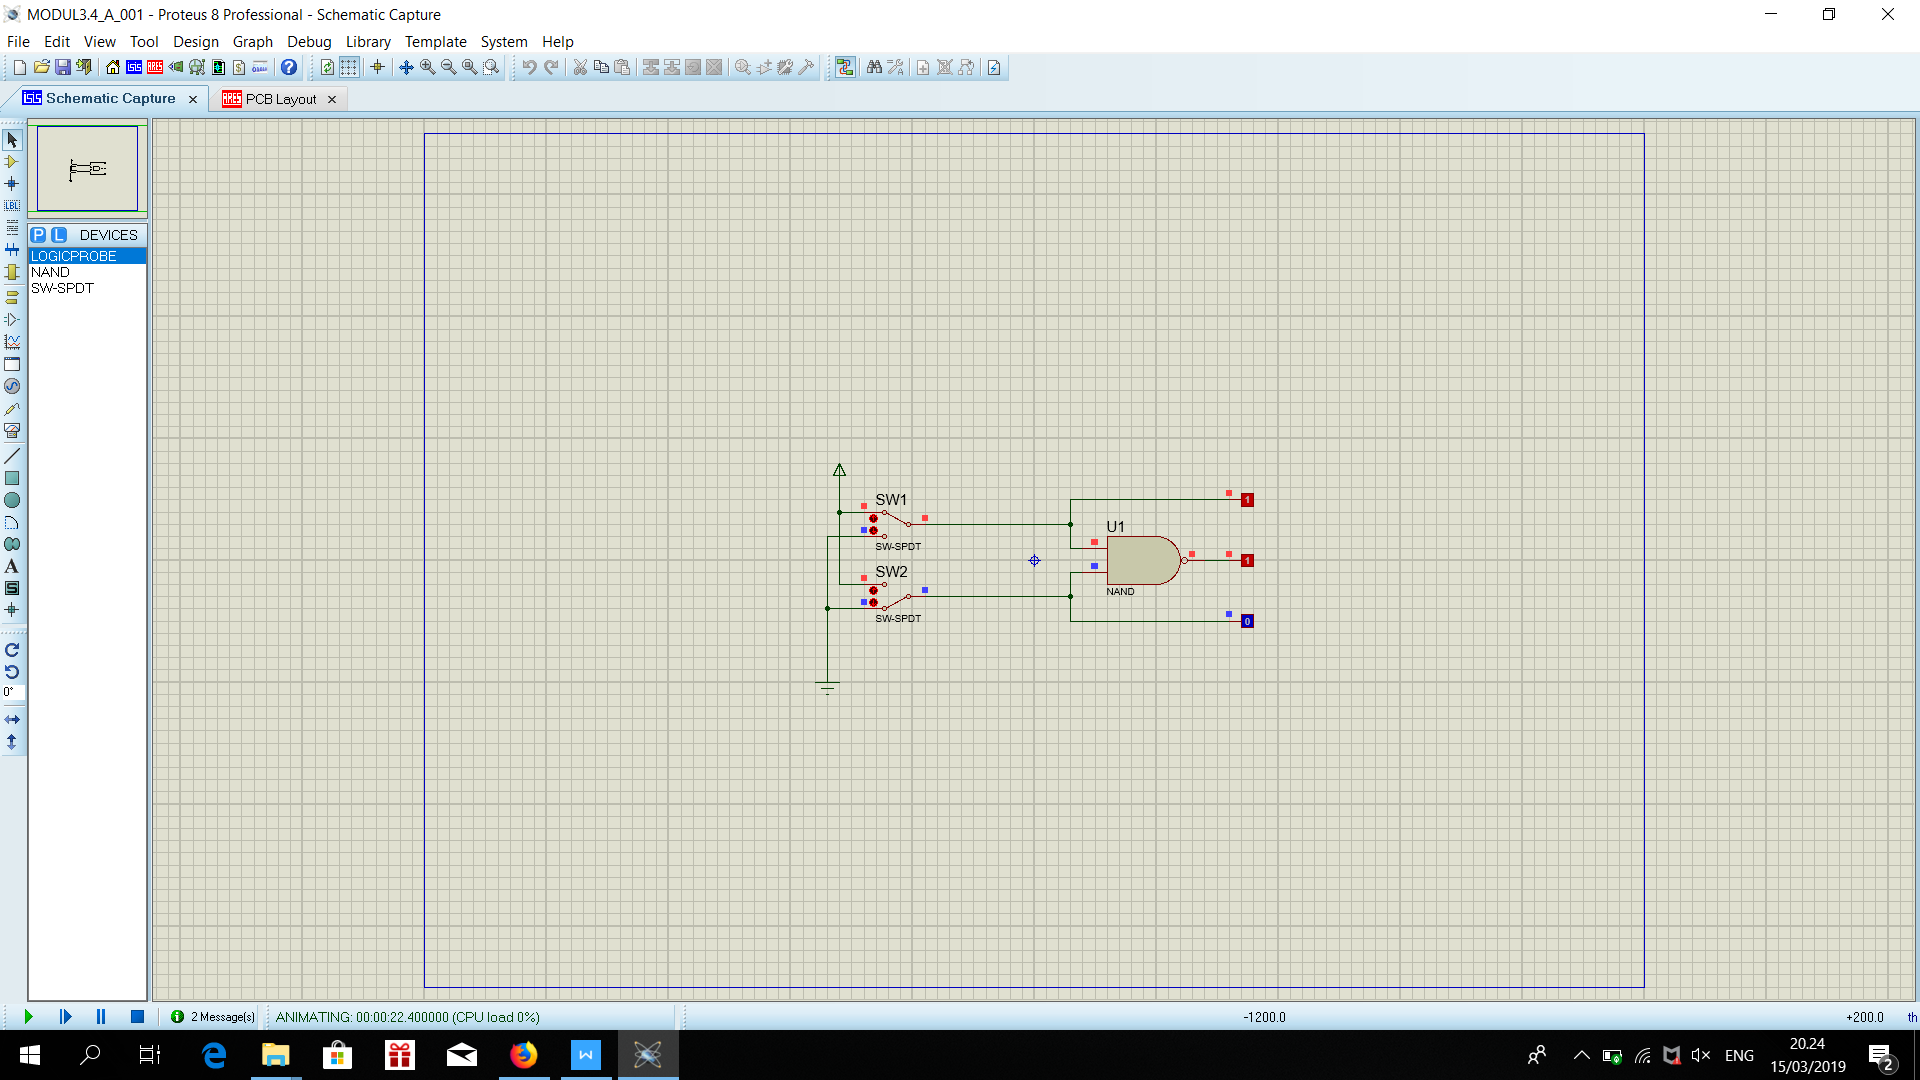 MODUL3.4_A_001 - Proteus 8 Professional - Schematic Capture
File Edit View Tool Design Graph Debug Library Template System Help
Schematic Capture
PCB Layout
P L DEVICES
LOGICPROBE
NAND
SW-SPDT
LBL
A
S
0°
SW1
SW-SPDT
SW2
SW-SPDT
U1
NAND
1
1
0
2 Message(s)
ANIMATING: 00:00:22.400000 (CPU load 0%)
-1200.0
+200.0
th
ENG
20.24
15/03/2019
2